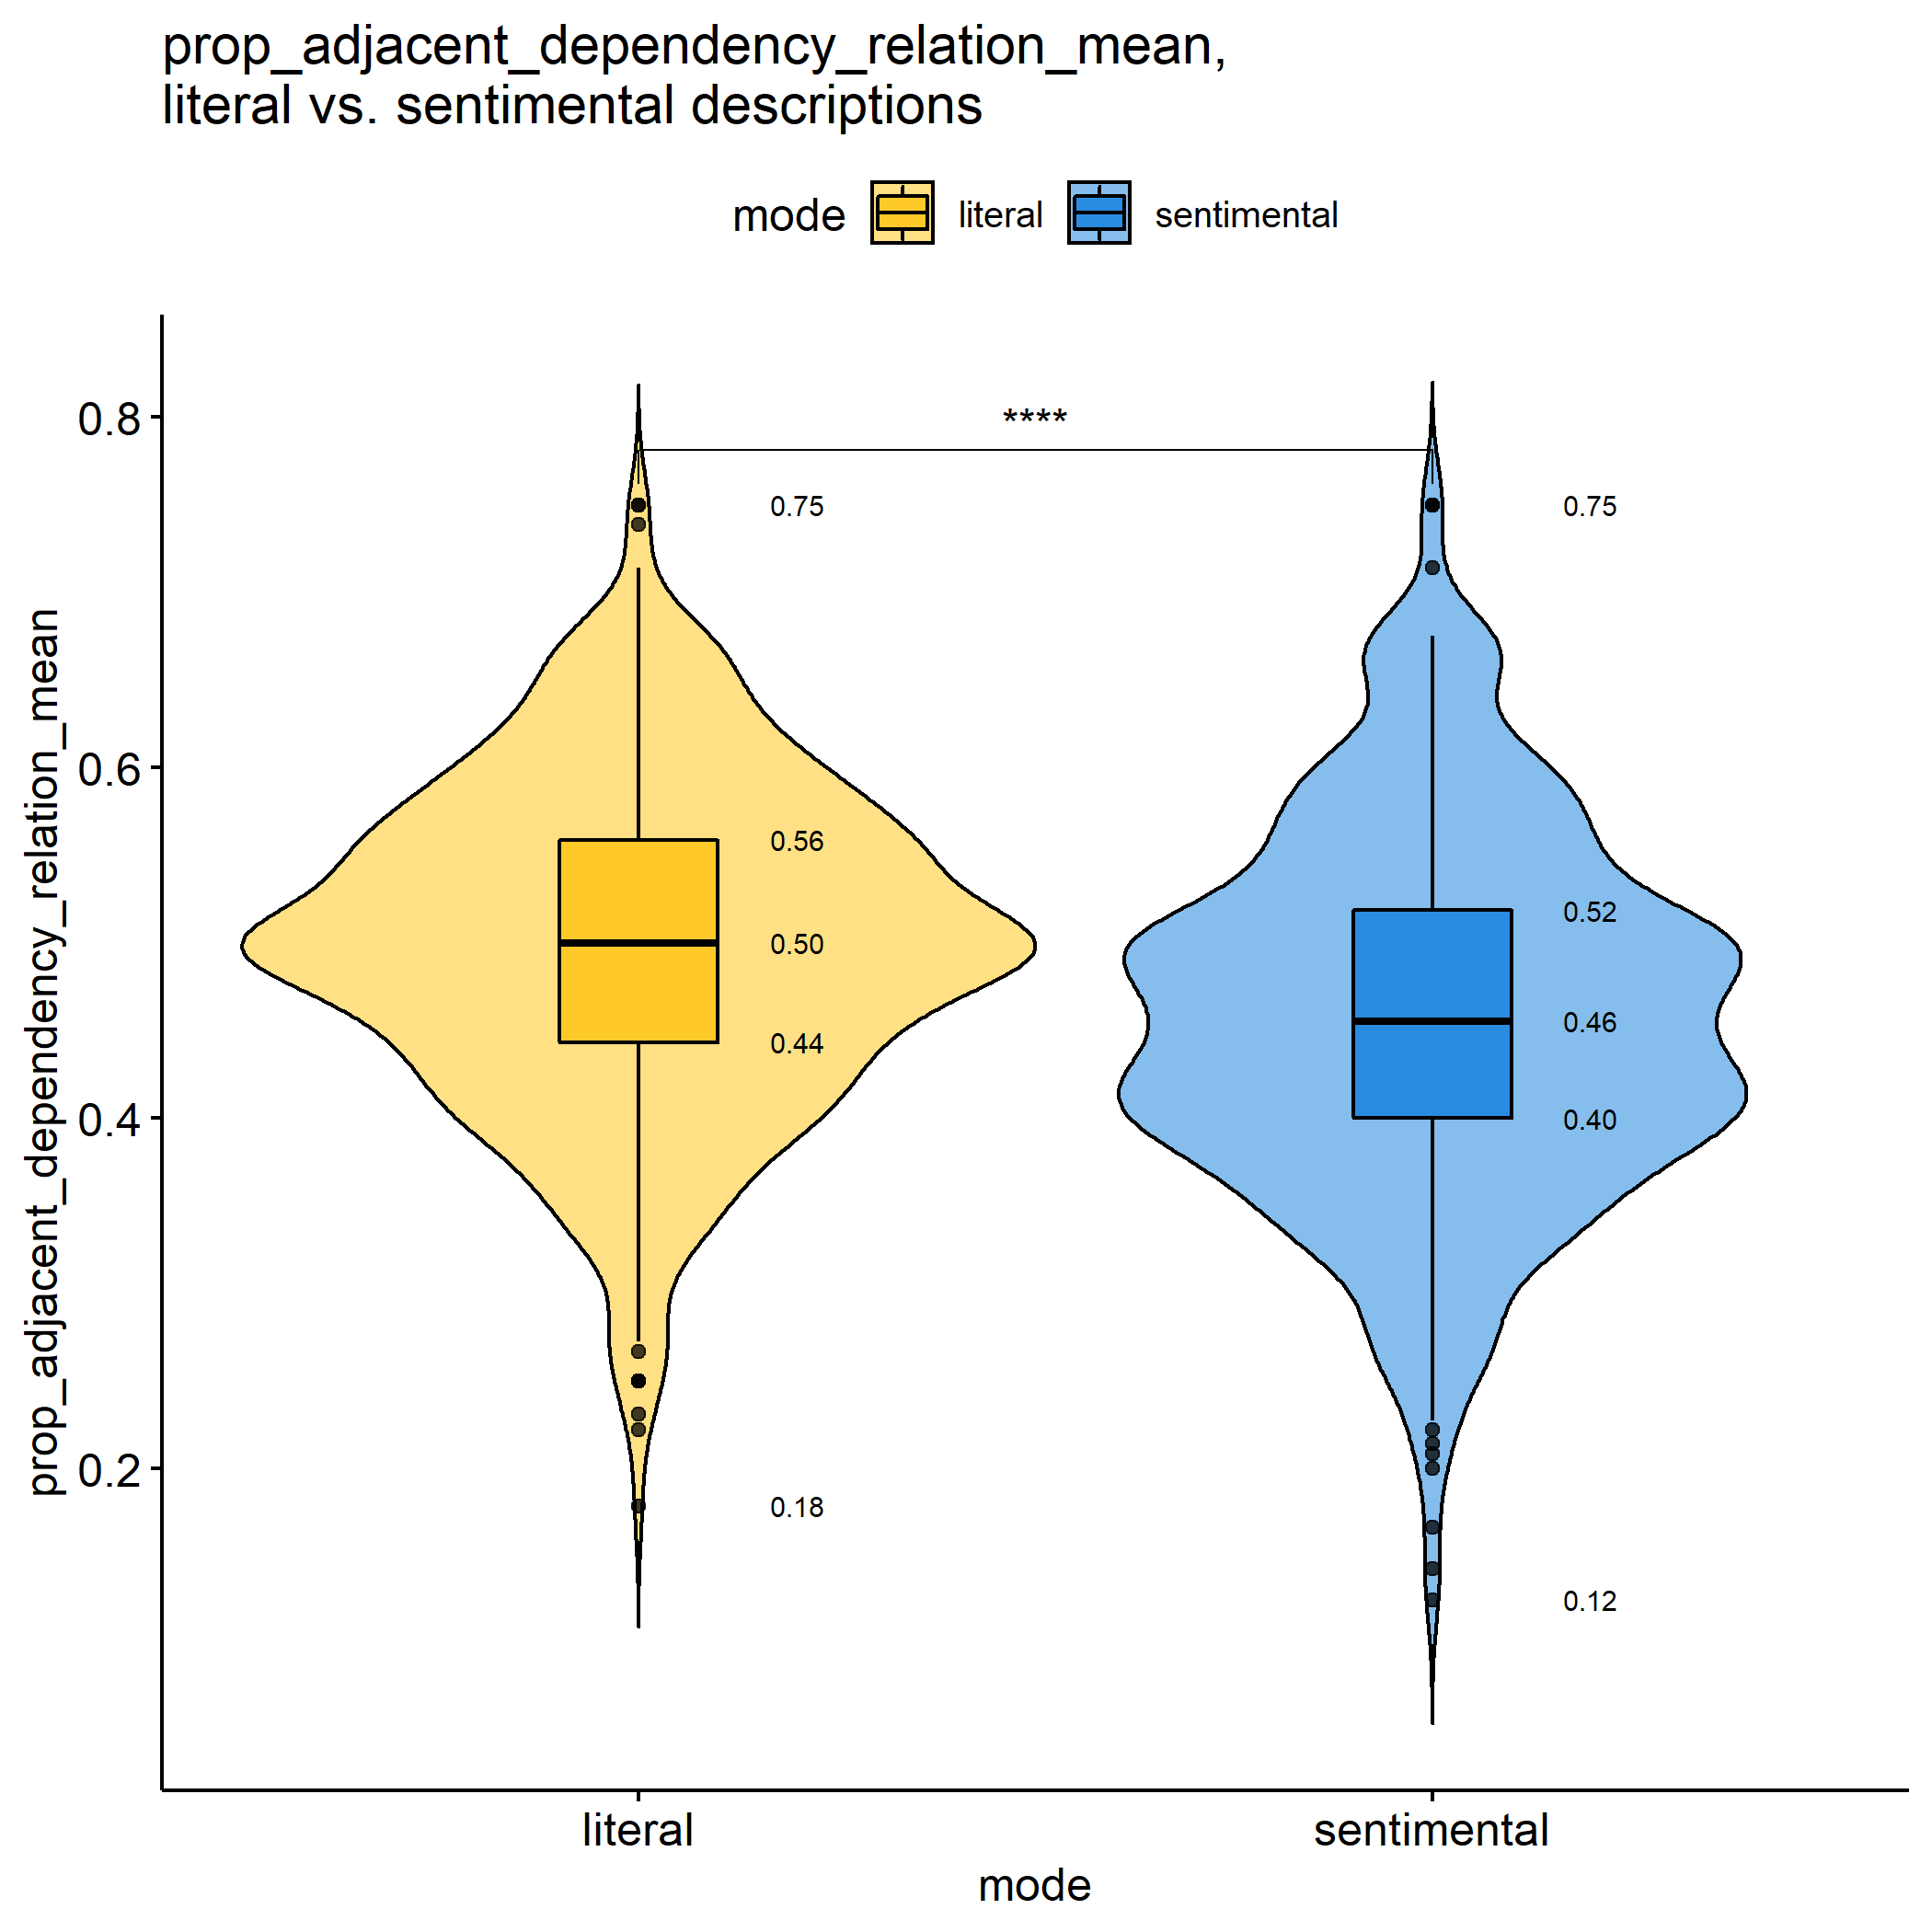 prop_adjacent_dependency_relation_mean,
literal vs. sentimental descriptions
mode literal sentimental
prop_adjacent_dependency_relation_mean
0.8
0.6
0.4
0.2
****
0.75
0.56
0.50
0.44
0.18
0.75
0.52
0.46
0.40
0.12
literal sentimental
mode